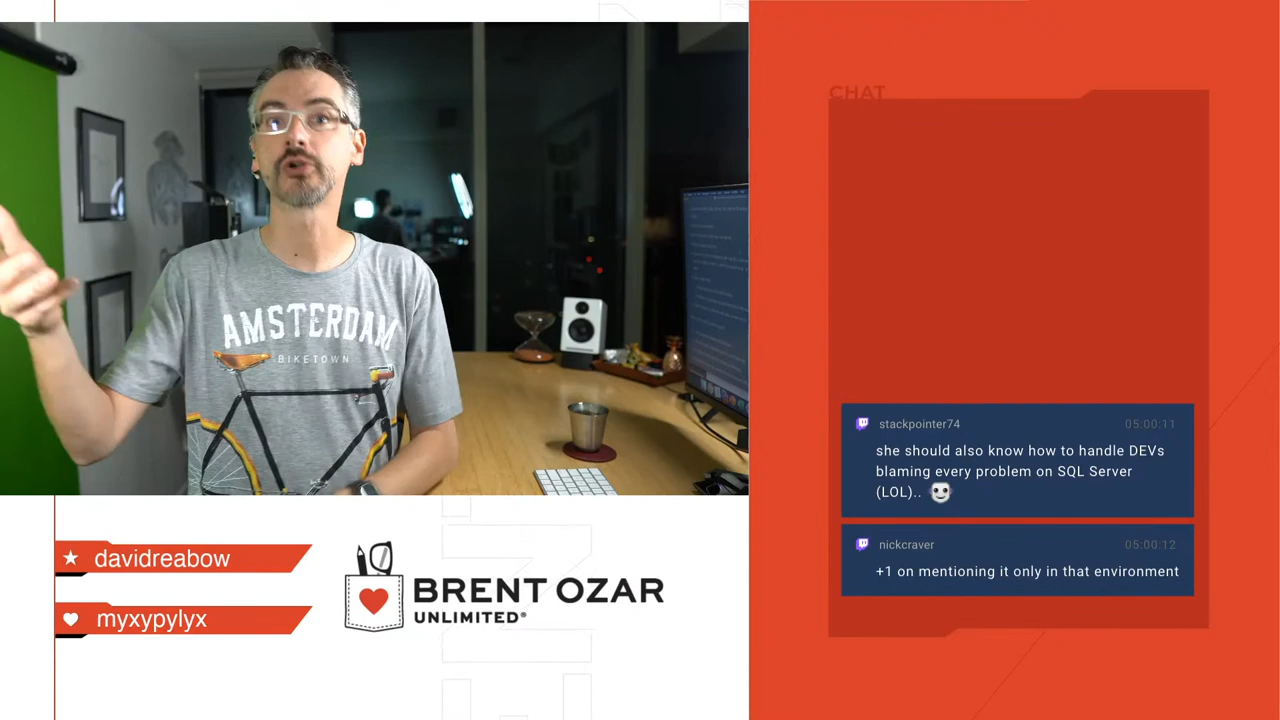 AMSTERDAM
BIKETOWN
CHAT
stackpointer74
05:00:11
she should also know how to handle DEVs
blaming every problem on SQL Server
(LOL)..
nickcraver
05:00:12
+1 on mentioning it only in that environment
davidreabow
myxypylyx
BRENT OZAR
UNLIMITED®